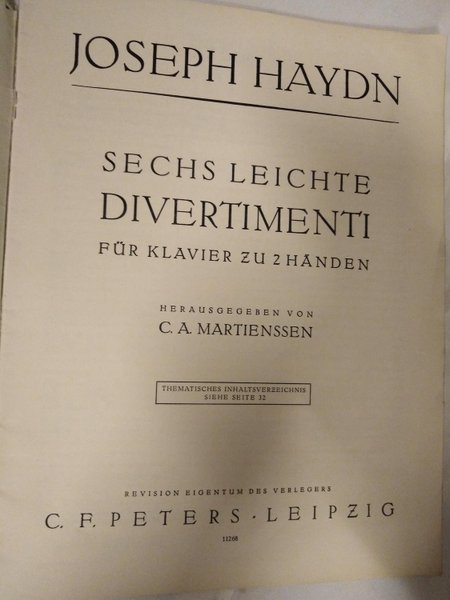 JOSEPH HAYDN
SECHS LEICHTE
DIVERTIMENTI
FÜR KLAVIER ZU 2 HÄNDEN
HERAUSGEGEBEN VON
C. A. MARTIENSSEN
THEMATISCHES INHALTSVERZEICHNIS
SIEHE SEITE 32
REVISION EIGENTUM DES VERLEGERS
C. F. PETERS · LEIPZIG
11268